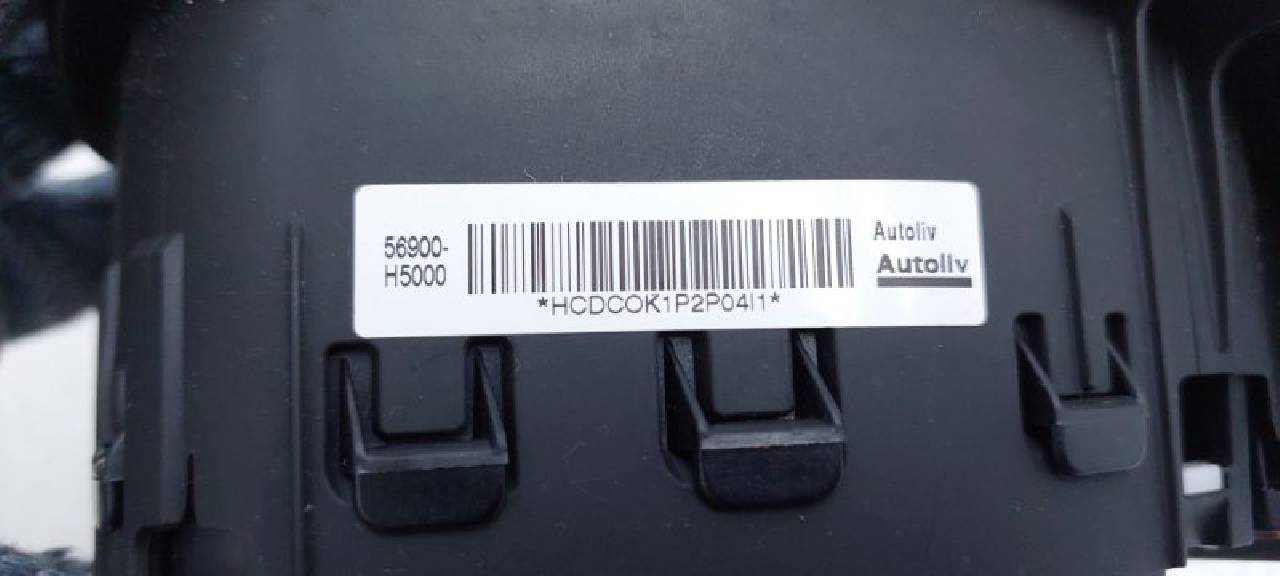 56900-
H5000
*HCDCOK1P2P04I1*
Autoliv
Autoliv